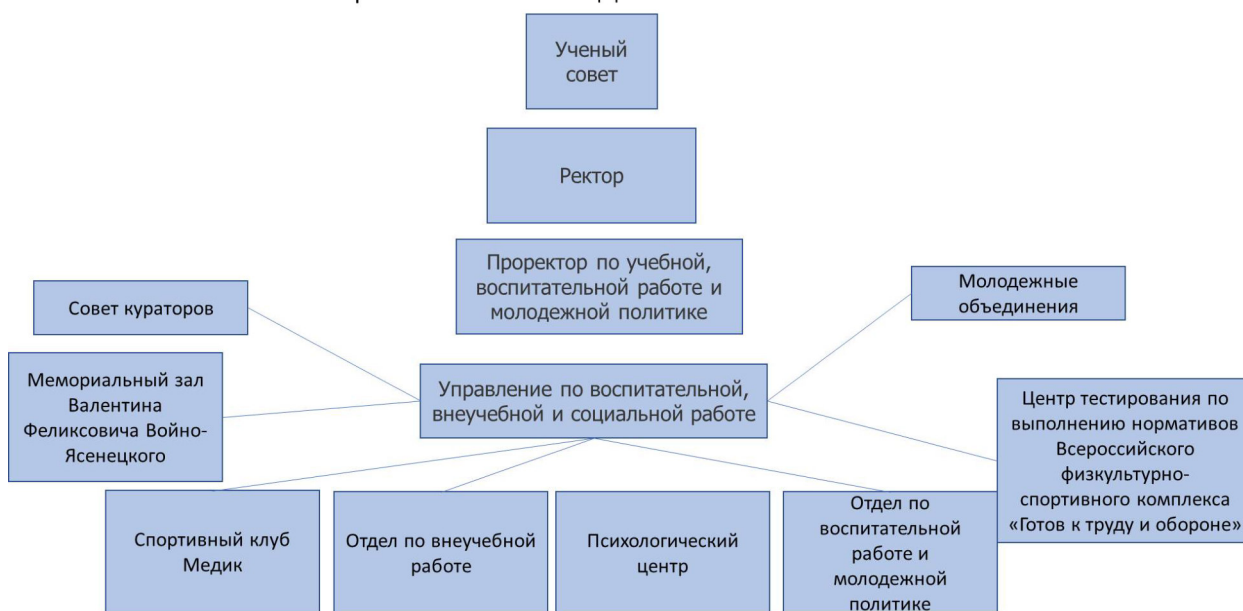 Ученый
совет
Ректор
Проректор по учебной,
воспитательной работе и
молодежной политике
Совет кураторов
Молодежные
объединения
Мемориальный зал
Валентина
Феликсовича Войно-
Ясенецкого
Управление по воспитательной,
внеучебной и социальной работе
Центр тестирования по
выполнению нормативов
Всероссийского
физкультурно-
спортивного комплекса
«Готов к труду и обороне»
Спортивный клуб
Медик
Отдел по внеучебной
работе
Психологический
центр
Отдел по
воспитательной
работе и
молодежной
политике